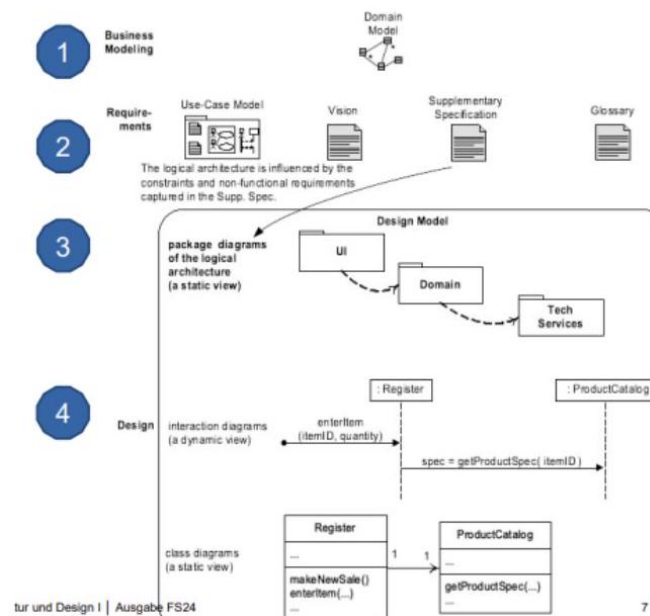 1
Business
Modeling
Domain
Model
2
Require-
ments
Use-Case Model
Vision
Supplementary
Specification
Glossary
The logical architecture is influenced by the
constraints and non-functional requirements
captured in the Supp. Spec.
3
Design Model
package diagrams
of the logical
architecture
(a static view)
UI
Domain
Tech
Services
4
Design
interaction diagrams
(a dynamic view)
: Register
: ProductCatalog
enterItem
(itemID, quantity)
spec = getProductSpec( itemID )
class diagrams
(a static view)
Register
...
makeNewSale()
enterItem(...)
...
1
1
ProductCatalog
...
getProductSpec(...)
...
tur und Design I | Ausgabe FS24
7